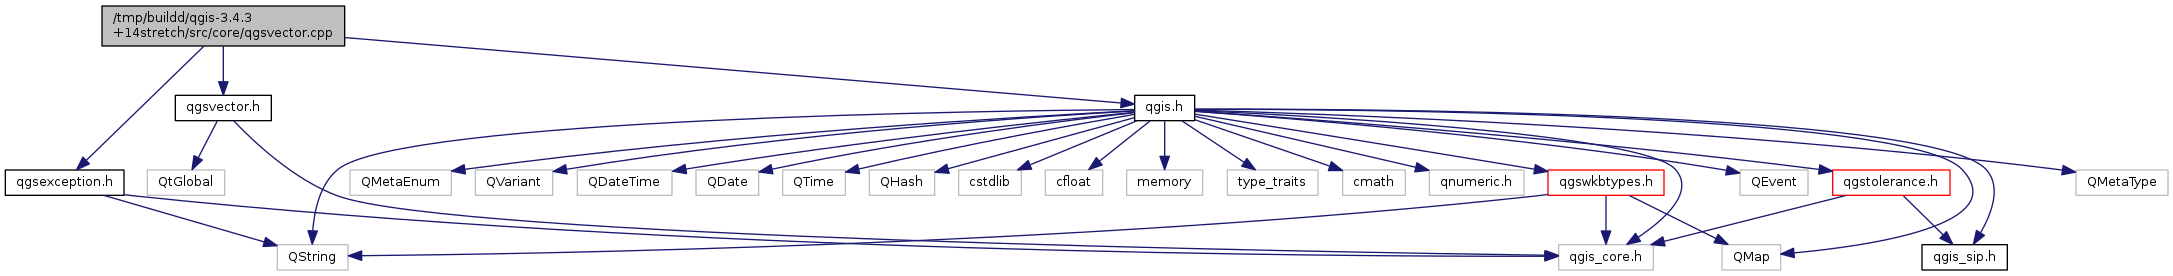 /tmp/buildd/qgis-3.4.3
+14stretch/src/core/qgsvector.cpp
qgsvector.h
qgis.h
qgsexception.h
QtGlobal
QMetaEnum
QVariant
QDateTime
QDate
QTime
QHash
cstdlib
cfloat
memory
type_traits
cmath
qnumeric.h
qgswkbtypes.h
QEvent
qgstolerance.h
QMetaType
QString
qgis_core.h
QMap
qgis_sip.h